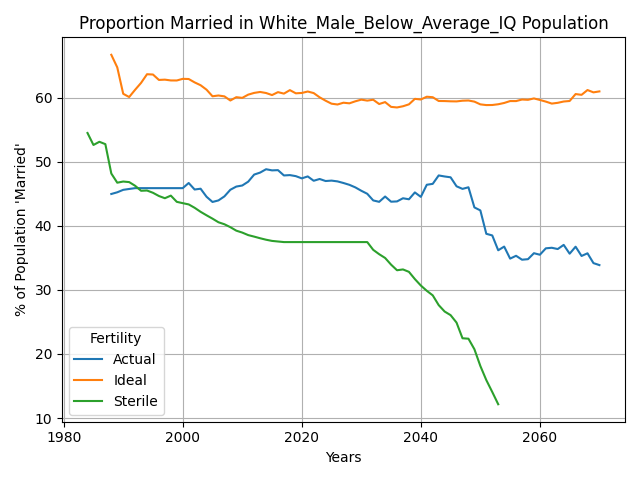 Proportion Married in White_Male_Below_Average_IQ Population
% of Population 'Married'
60
50
40
30
20
10
Fertility
Actual
Ideal
Sterile
1980
2000
2020
2040
2060
Years